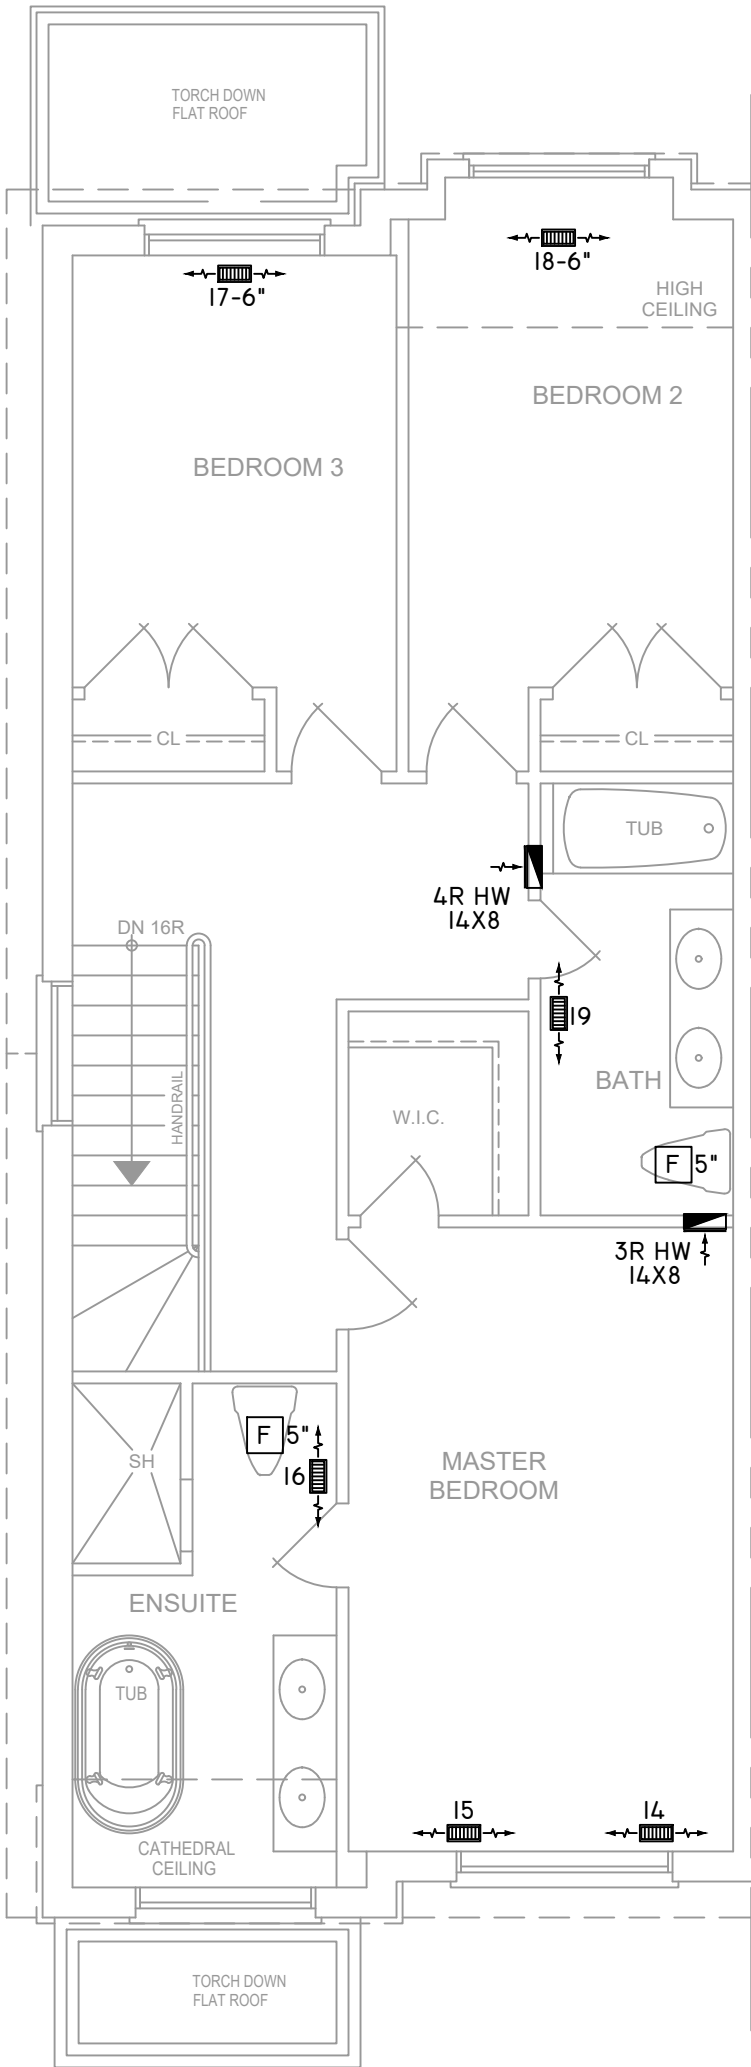 TORCH DOWN
FLAT ROOF
17-6"
18-6"
HIGH
CEILING
BEDROOM 2
BEDROOM 3
CL
CL
TUB
4R HW
14X8
DN 16R
HANDRAIL
19
BATH
W.I.C.
F 5"
3R HW
14X8
F 5"
16
SH
MASTER
BEDROOM
ENSUITE
TUB
15
14
CATHEDRAL
CEILING
TORCH DOWN
FLAT ROOF